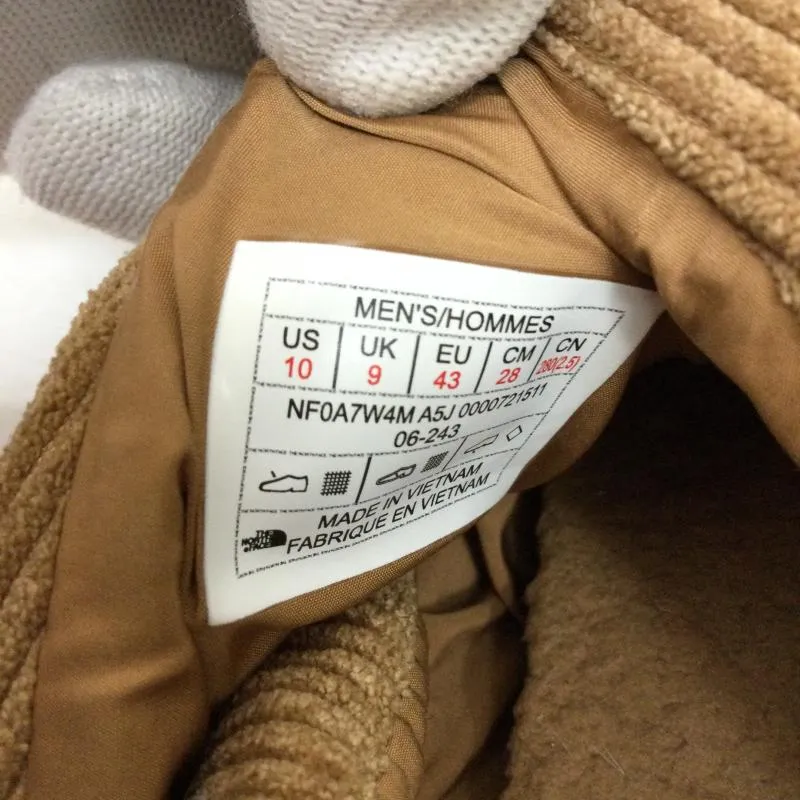 MEN'S/HOMMES
US UK EU CM CN
10 9 43 28 280(2.5)
NF0A7W4M A5J 0000721511
06-243
MADE IN VIETNAM
FABRIQUE EN VIETNAM
THE
NORTH
FACE